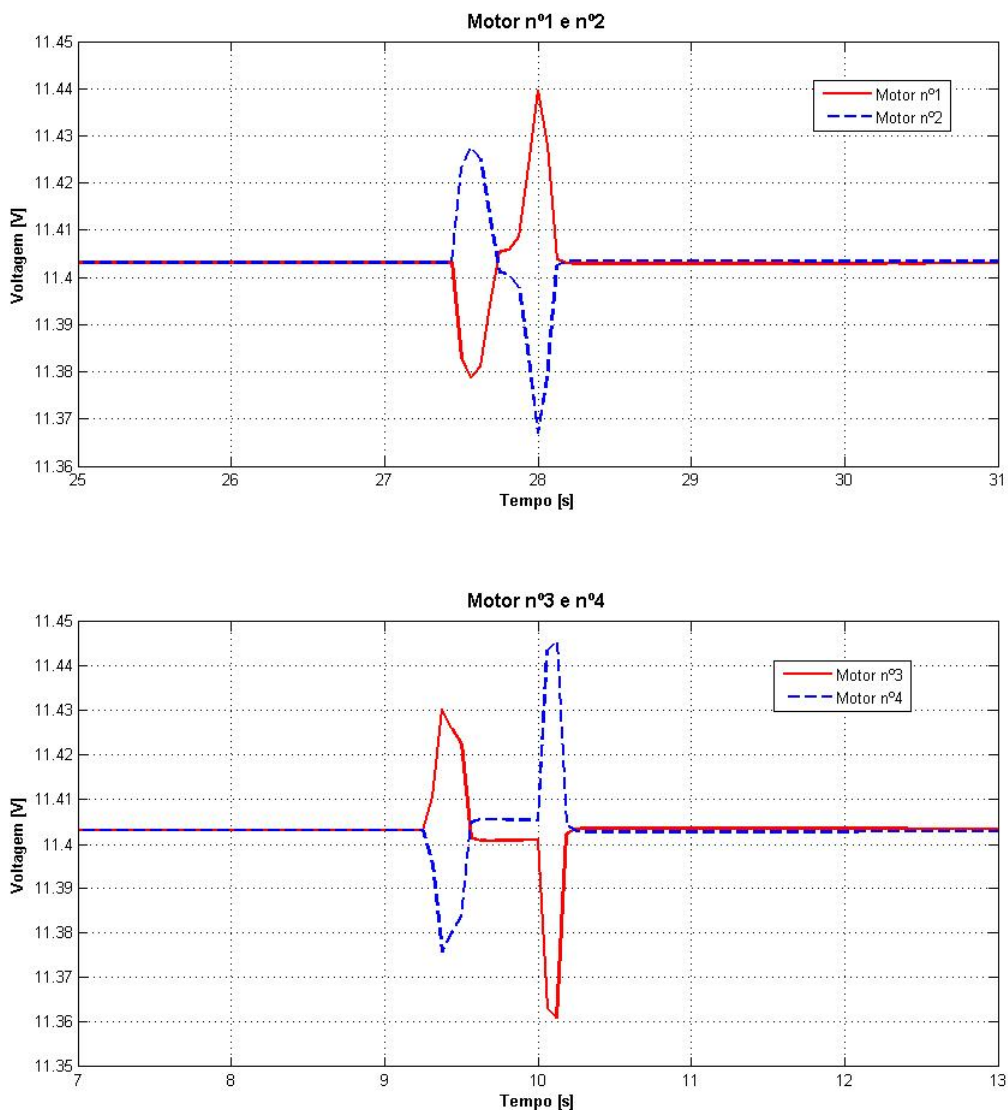 Motor nº1 e nº2
11.45
11.44
11.43
11.42
11.41
11.4
11.39
11.38
11.37
11.36
Voltagem [V]
Motor nº1
Motor nº2
25 26 27 28 29 30 31
Tempo [s]
Motor nº3 e nº4
11.45
11.44
11.43
11.42
11.41
11.4
11.39
11.38
11.37
11.36
11.35
Voltagem [V]
Motor nº3
Motor nº4
7 8 9 10 11 12 13
Tempo [s]